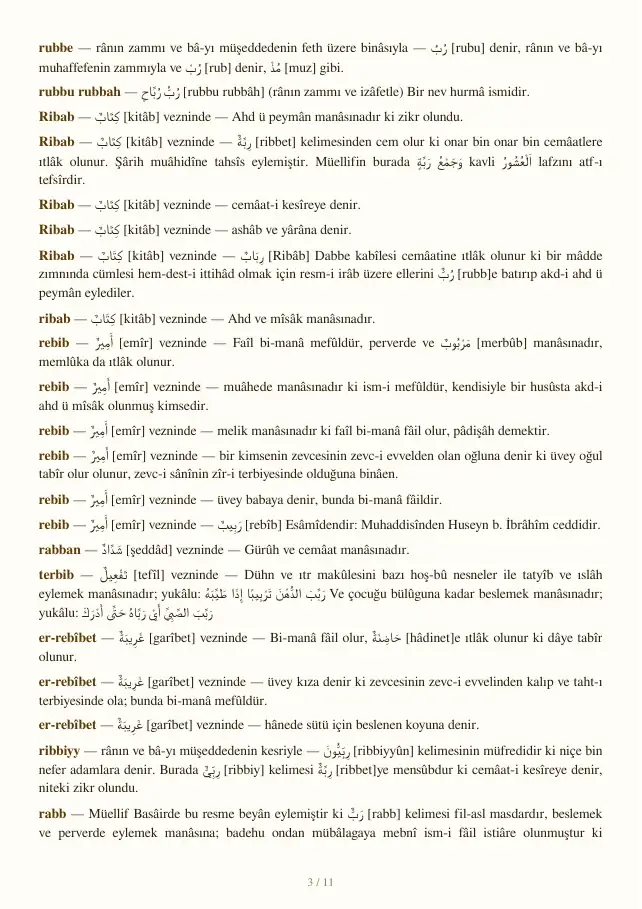 rubbe — rânın zammı ve bâ-yı müşeddedenin feth üzere binâsıyla — رُبْ [rubu] denir, rânın ve bâ-yı
muhaffefenin zammıyla ve رُبْ [rub] denir, مُذْ [muz] gibi.
rubbu rubbah — رُبُّ رُبَّاحٍ [rubbu rubbâh] (rânın zammı ve izâfetle) Bir nev hurmâ ismidir.
Ribab — كِتَابٌ [kitâb] vezninde — Ahd ü peymân manâsınadır ki zikr olundu.
Ribab — كِتَابٌ [kitâb] vezninde — رِبَّةٌ [ribbet] kelimesinden cem olur ki onar bin onar bin cemâatlere
ıtlâk olunur. Şârih muâhidîne tahsîs eylemiştir. Müellifin burada وَجَمْعُ رَبَّةٍ kavli اَلْعُشُورُ lafzını atf-ı
tefsîrdir.
Ribab — كِتَابٌ [kitâb] vezninde — cemâat-i kesîreye denir.
Ribab — كِتَابٌ [kitâb] vezninde — ashâb ve yârâna denir.
Ribab — كِتَابٌ [kitâb] vezninde — رِبَابٌ [Ribâb] Dabbe kabîlesi cemâatine ıtlâk olunur ki bir mâdde
zımnında cümlesi hem-dest-i ittihâd olmak için resm-i irâb üzere ellerini رُبٌّ [rubb]e batırıp akd-i ahd ü
peymân eylediler.
ribab — كِتَابٌ [kitâb] vezninde — Ahd ve mîsâk manâsınadır.
rebib — أَمِيرٌ [emîr] vezninde — Faîl bi-manâ mefûldür, perverde ve مَرْبُوبٌ [merbûb] manâsınadır,
memlûka da ıtlâk olunur.
rebib — أَمِيرٌ [emîr] vezninde — muâhede manâsınadır ki ism-i mefûldür, kendisiyle bir husûsta akd-i
ahd ü mîsâk olunmuş kimsedir.
rebib — أَمِيرٌ [emîr] vezninde — melik manâsınadır ki faîl bi-manâ fâil olur, pâdişâh demektir.
rebib — أَمِيرٌ [emîr] vezninde — bir kimsenin zevcesinin zevc-i evvelden olan oğluna denir ki üvey oğul
tabîr olur olunur, zevc-i sânînin zîr-i terbiyesinde olduğuna binâen.
rebib — أَمِيرٌ [emîr] vezninde — üvey babaya denir, bunda bi-manâ fâildir.
rebib — أَمِيرٌ [emîr] vezninde — رَبِيبٌ [rebîb] Esâmîdendir: Muhaddisînden Huseyn b. İbrâhîm ceddidir.
rabban — شَدَّادٌ [şeddâd] vezninde — Gürûh ve cemâat manâsınadır.
terbib — تَفْعِيلٌ [tefîl] vezninde — Dühn ve ıtr makûlesini bazı hoş-bû nesneler ile tatyîb ve ıslâh
eylemek manâsınadır; yukâlu: رَبَّبَ الدُّهْنَ تَرْبِيبًا إِذَا طَيَّبَهُ Ve çocuğu bülûguna kadar beslemek manâsınadır;
yukâlu: رَبَّبَ الصَّبِيَّ أَيْ رَبَّاهُ حَتَّى أَدْرَكَ
er-rebîbet — غَرِيبَةٌ [garîbet] vezninde — Bi-manâ fâil olur, حَاضِنَةٌ [hâdinet]e ıtlâk olunur ki dâye tabîr
olunur.
er-rebîbet — غَرِيبَةٌ [garîbet] vezninde — üvey kıza denir ki zevcesinin zevc-i evvelinden kalıp ve taht-ı
terbiyesinde ola; bunda bi-manâ mefûldür.
er-rebîbet — غَرِيبَةٌ [garîbet] vezninde — hânede sütü için beslenen koyuna denir.
ribbiyy — rânın ve bâ-yı müşeddedenin kesriyle — رِبِّيُّونَ [ribbiyyûn] kelimesinin müfredidir ki niçe bin
nefer adamlara denir. Burada رِبِّيٌّ [ribbiy] kelimesi رِبَّةٌ [ribbet]ye mensûbdur ki cemâat-i kesîreye denir,
niteki zikr olundu.
rabb — Müellif Basâirde bu resme beyân eylemiştir ki رَبٌّ [rabb] kelimesi fil-asl masdardır, beslemek
ve perverde eylemek manâsına; badehu ondan mübâlagaya mebnî ism-i fâil istiâre olunmuştur ki
3 / 11